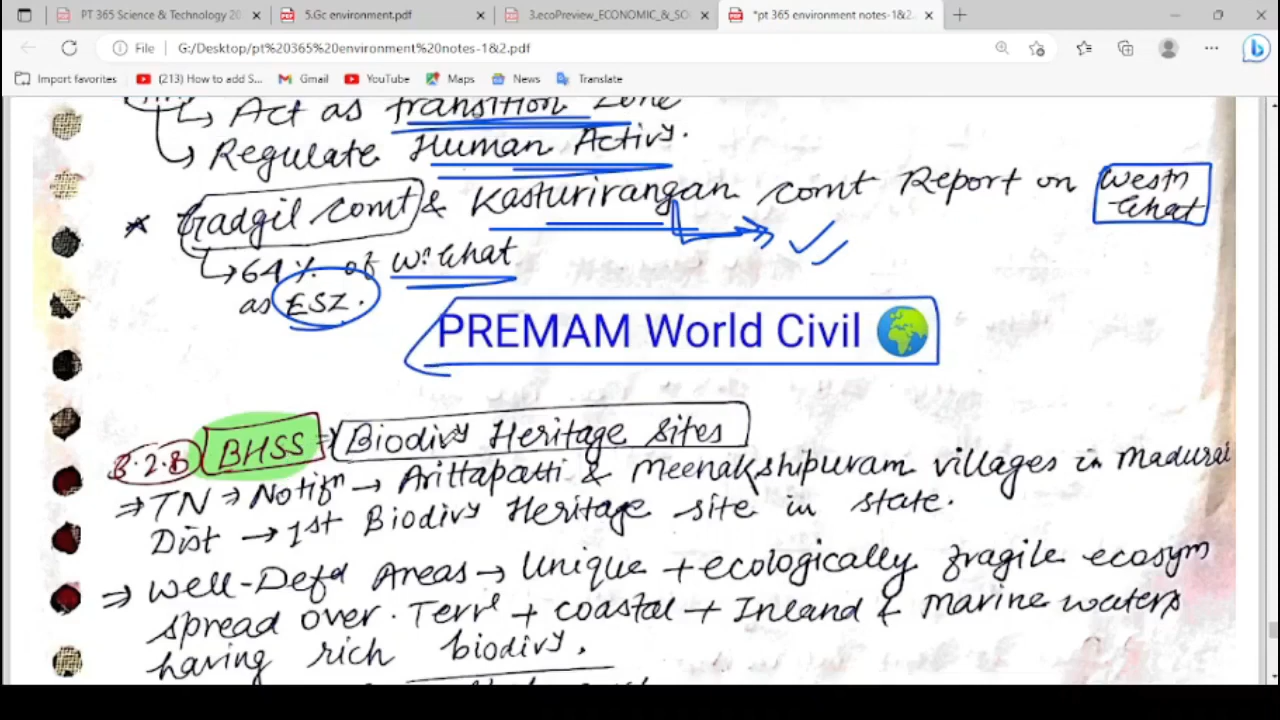 PT 365 Science & Technology 20
5.Gc environment.pdf
3.ecoPreview_ECONOMIC_&_SO
*pt 365 environment notes-1&2.
File
G:/Desktop/pt%20365%20environment%20notes-1&2.pdf
Import favorites
(213) How to add S...
Gmail
YouTube
Maps
News
Translate
Act as transition zone
Regulate Human Activy.
Gadgil comt & Kasturirangan comt Report on Westn Ghat
64% of W. Ghat
as ESZ.
PREMAM World Civil
8.2.B BHSS ⇒ Biodivy Heritage sites
⇒ TN ⇒ Notifn → Arittapatti & Meenakshipuram villages in Madurai
Dist → 1st Biodivy Heritage site in state.
⇒ Well-Defd Areas → Unique + ecologically fragile ecosym
spread over. Terrl + coastal + Inland & marine waters
having rich biodivy.